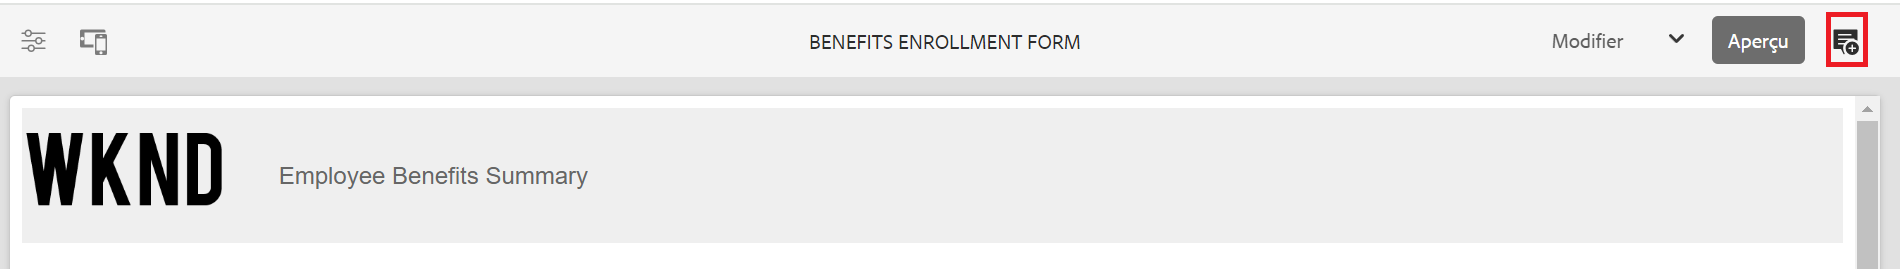 BENEFITS ENROLLMENT FORM
Modifier
Aperçu
WKND
Employee Benefits Summary